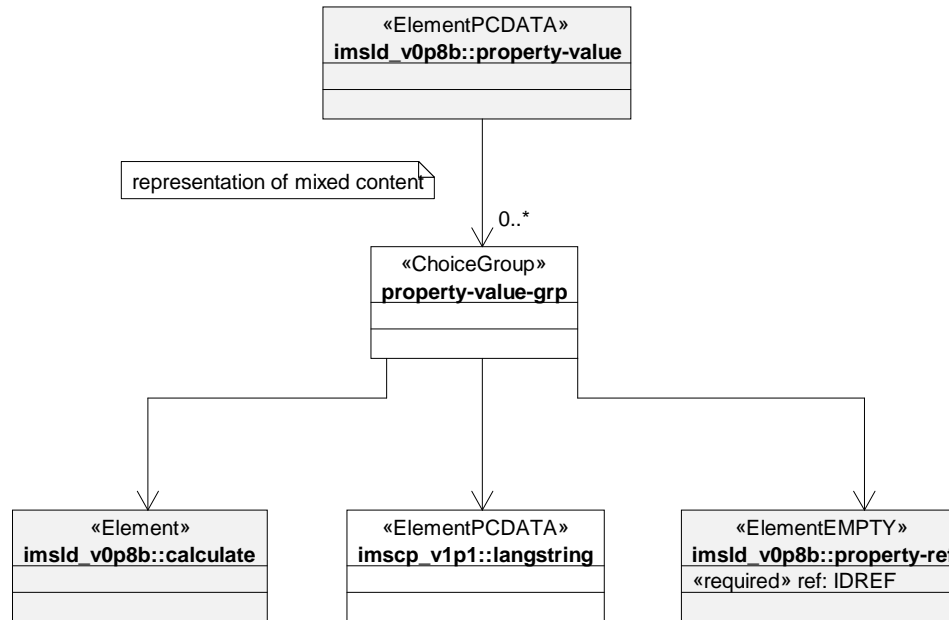 «ElementPCDATA»
imsld_v0p8b::property-value
representation of mixed content
0..*
«ChoiceGroup»
property-value-grp
«Element»
imsld_v0p8b::calculate
«ElementPCDATA»
imscp_v1p1::langstring
«ElementEMPTY»
imsld_v0p8b::property-ref
«required» ref: IDREF